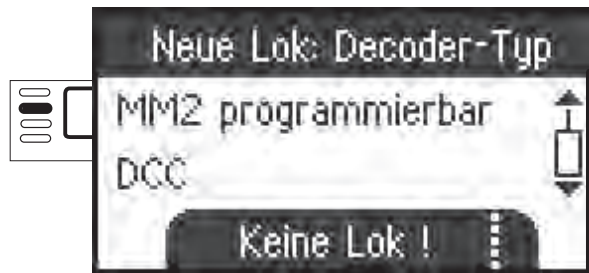 Neue Lok: Decoder-Typ
MM2 programmierbar
DCC
Keine Lok !